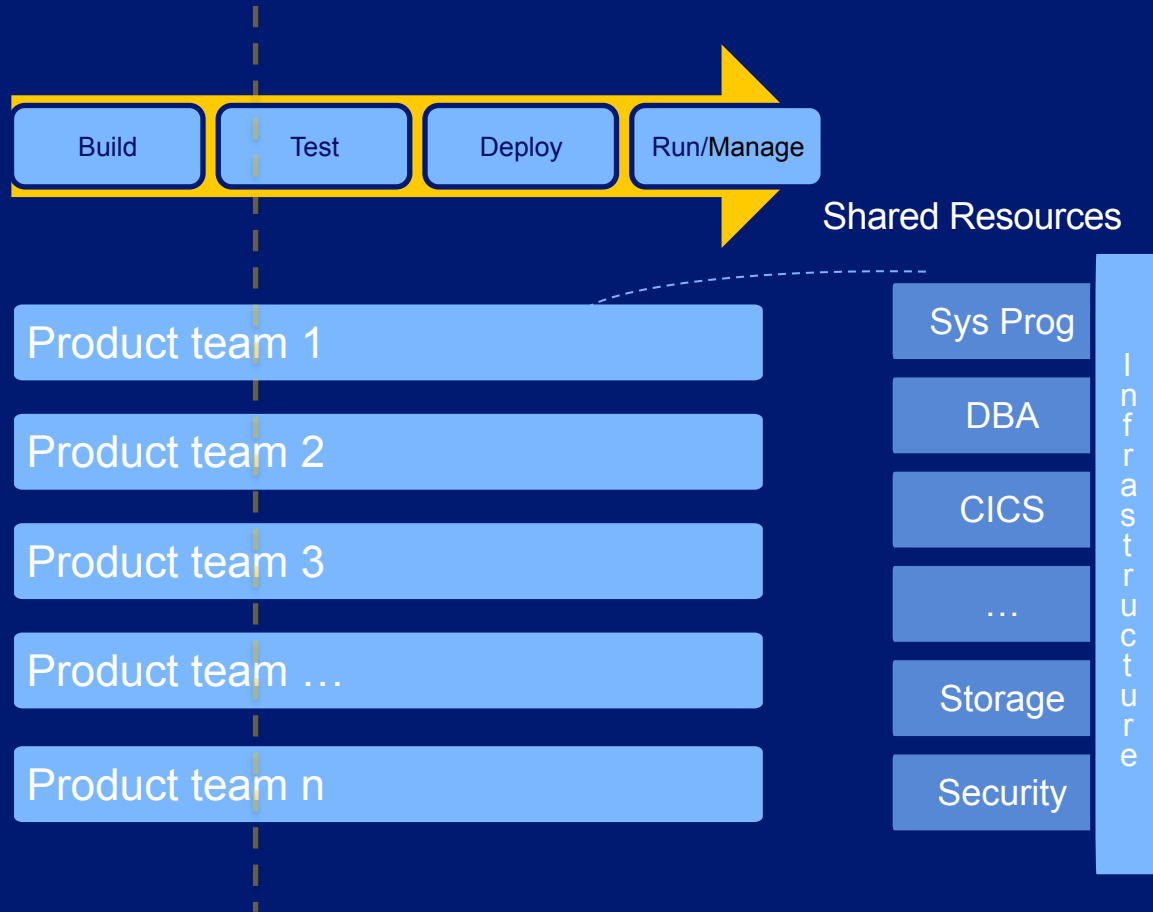 Build
Test
Deploy
Run/Manage
Shared Resources
Product team 1
Product team 2
Product team 3
Product team …
Product team n
Sys Prog
DBA
CICS
…
Storage
Security
Infrastructure